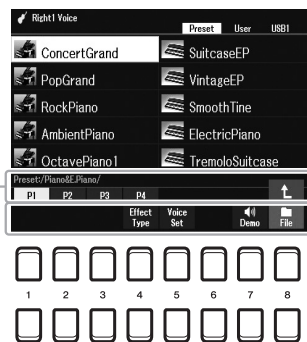 Right1 Voice
Preset User USB1
ConcertGrand SuitcaseEP
PopGrand VintageEP
RockPiano SmoothTine
AmbientPiano ElectricPiano
OctavePiano1 TremoloSuitcase
Preset:/Piano&E.Piano/
P1 P2 P3 P4
Effect Type Voice Set Demo File
1 2 3 4 5 6 7 8